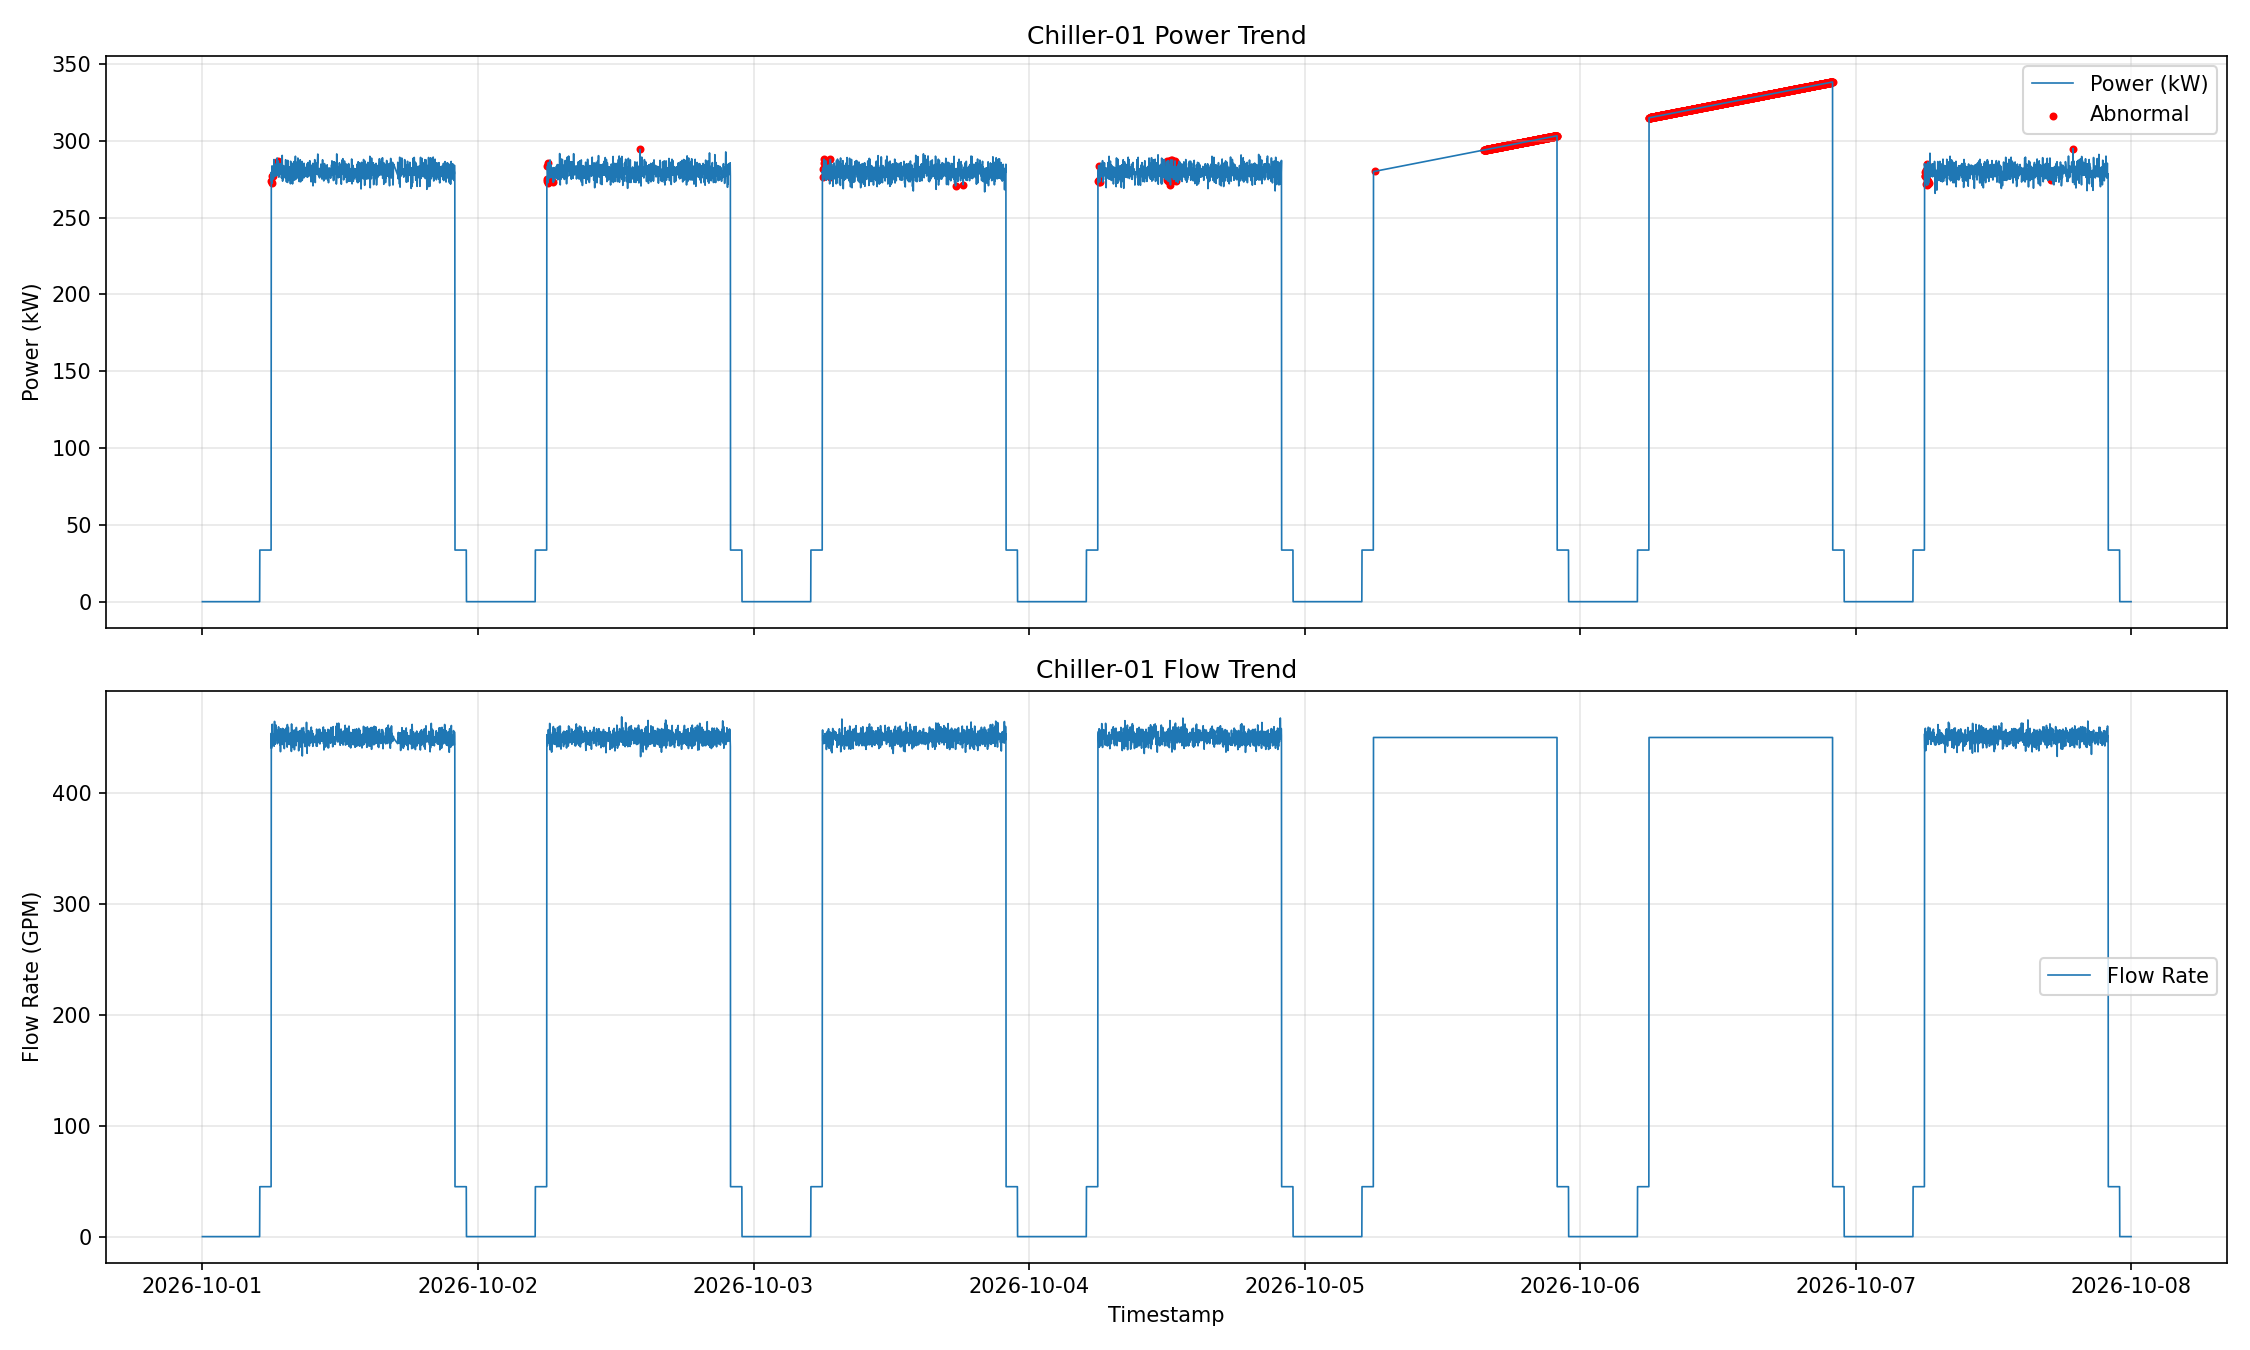 Chiller-01 Power Trend
350
300
250
200
150
100
50
0
Power (kW)
Power (kW)
Abnormal
Chiller-01 Flow Trend
400
300
200
100
0
Flow Rate (GPM)
Flow Rate
2026-10-01 2026-10-02 2026-10-03 2026-10-04 2026-10-05 2026-10-06 2026-10-07 2026-10-08
Timestamp